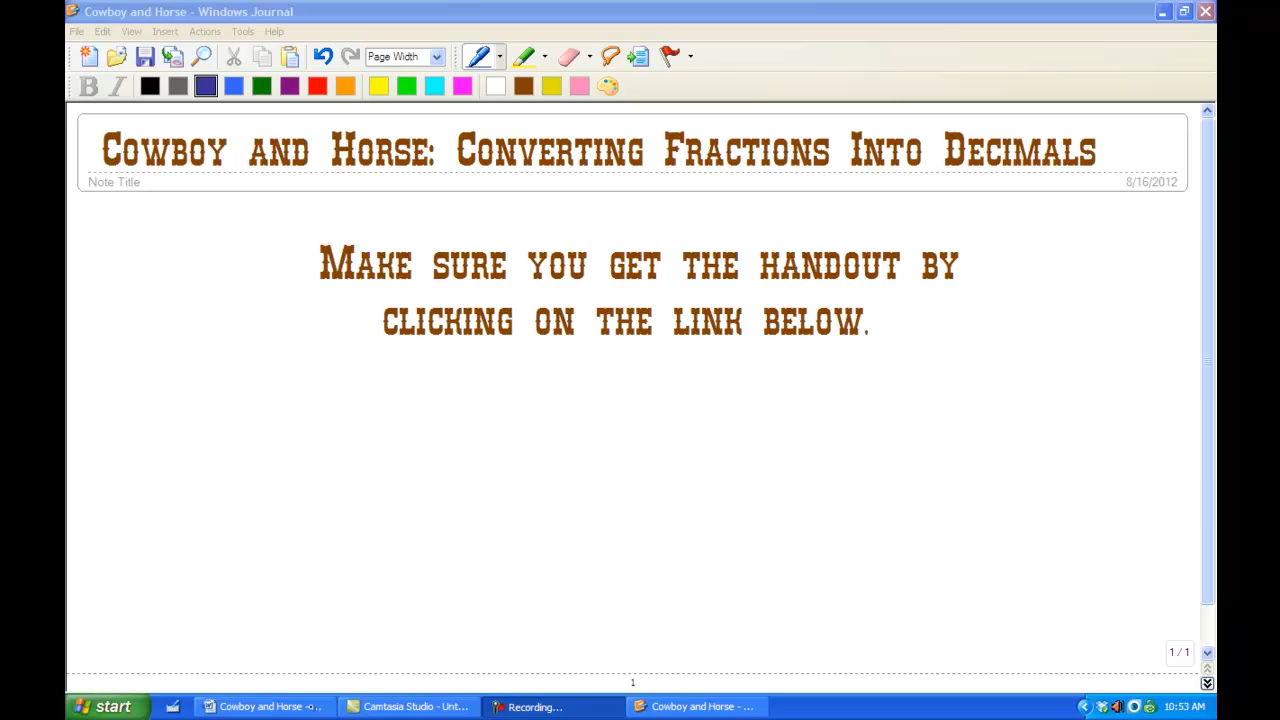 Cowboy and Horse - Windows Journal
File Edit View Insert Actions Tools Help
Page Width
B I
Cowboy and Horse: Converting Fractions Into Decimals
Note Title
8/16/2012
Make sure you get the handout by
clicking on the link below.
1 / 1
1
start
Cowboy and Horse -o...
Camtasia Studio - Unt...
Recording...
Cowboy and Horse - ...
10:53 AM